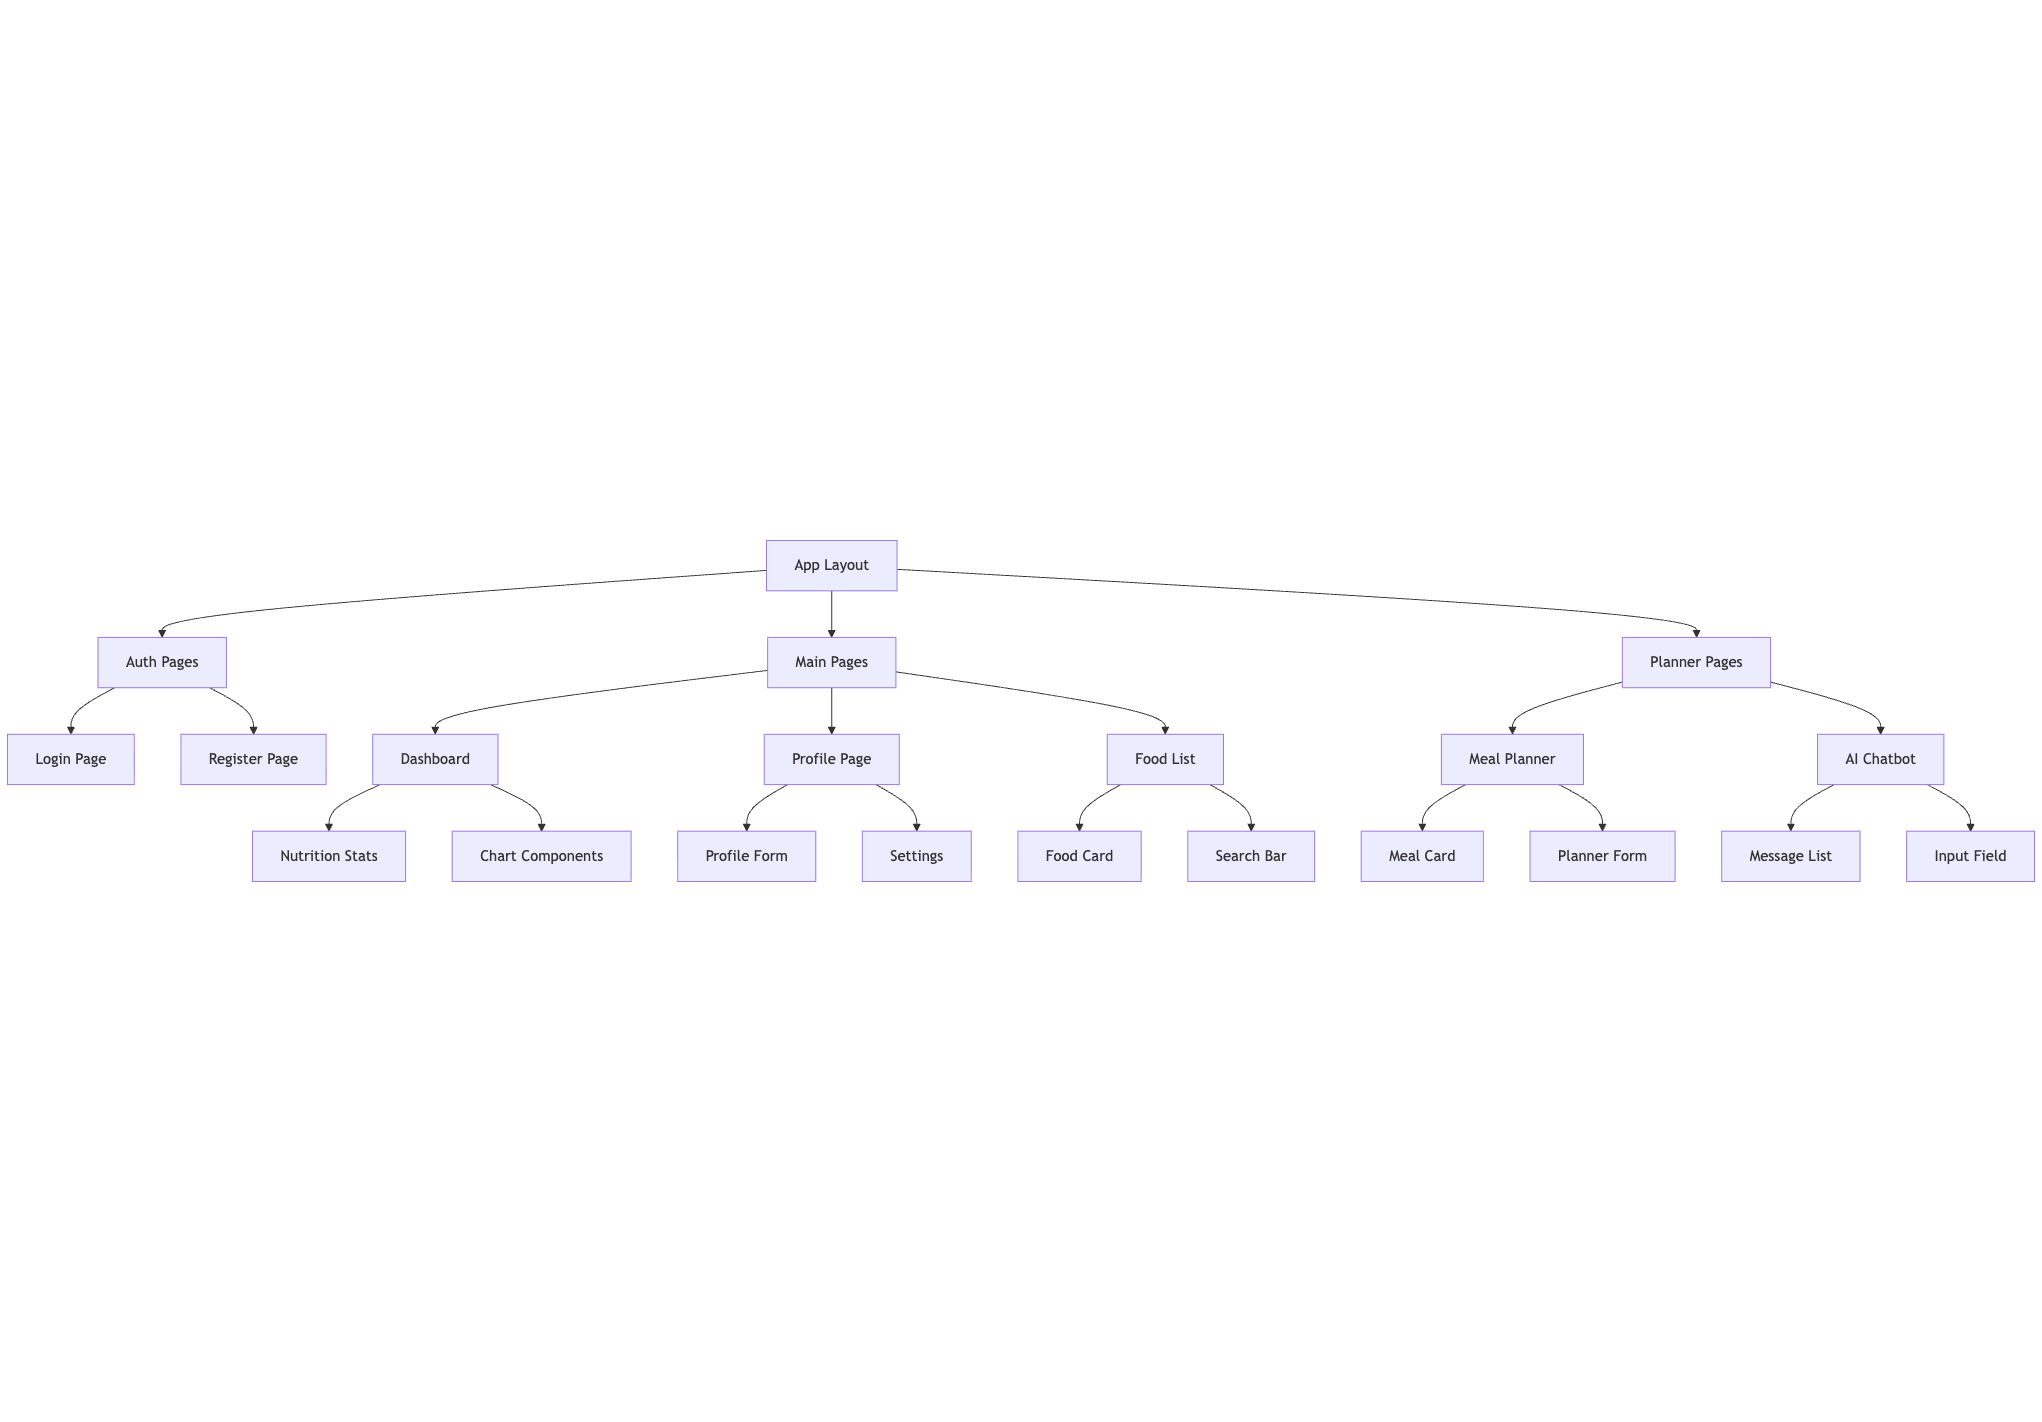 App Layout
Auth Pages
Main Pages
Planner Pages
Login Page
Register Page
Dashboard
Profile Page
Food List
Meal Planner
AI Chatbot
Nutrition Stats
Chart Components
Profile Form
Settings
Food Card
Search Bar
Meal Card
Planner Form
Message List
Input Field